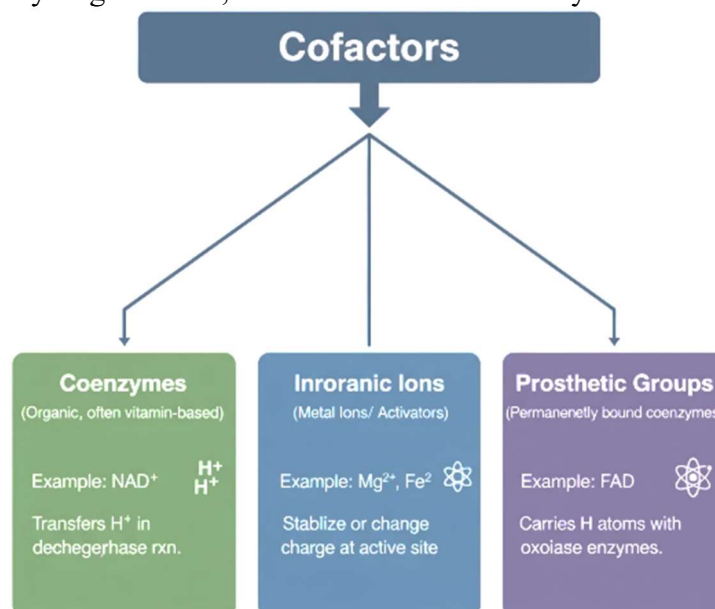 Cofactors
Coenzymes
(Organic, often vitamin-based)
Example: NAD⁺
H⁺
H⁺
Transfers H⁺ in
dechegerhase rxn.
Inroranic Ions
(Metal Ions/ Activators)
Example: Mg²⁺, Fe²
Stablize or change
charge at active site
Prosthetic Groups
(Permanenetly bound coenzymes
Example: FAD
Carries H atoms with
oxoiase enzymes.